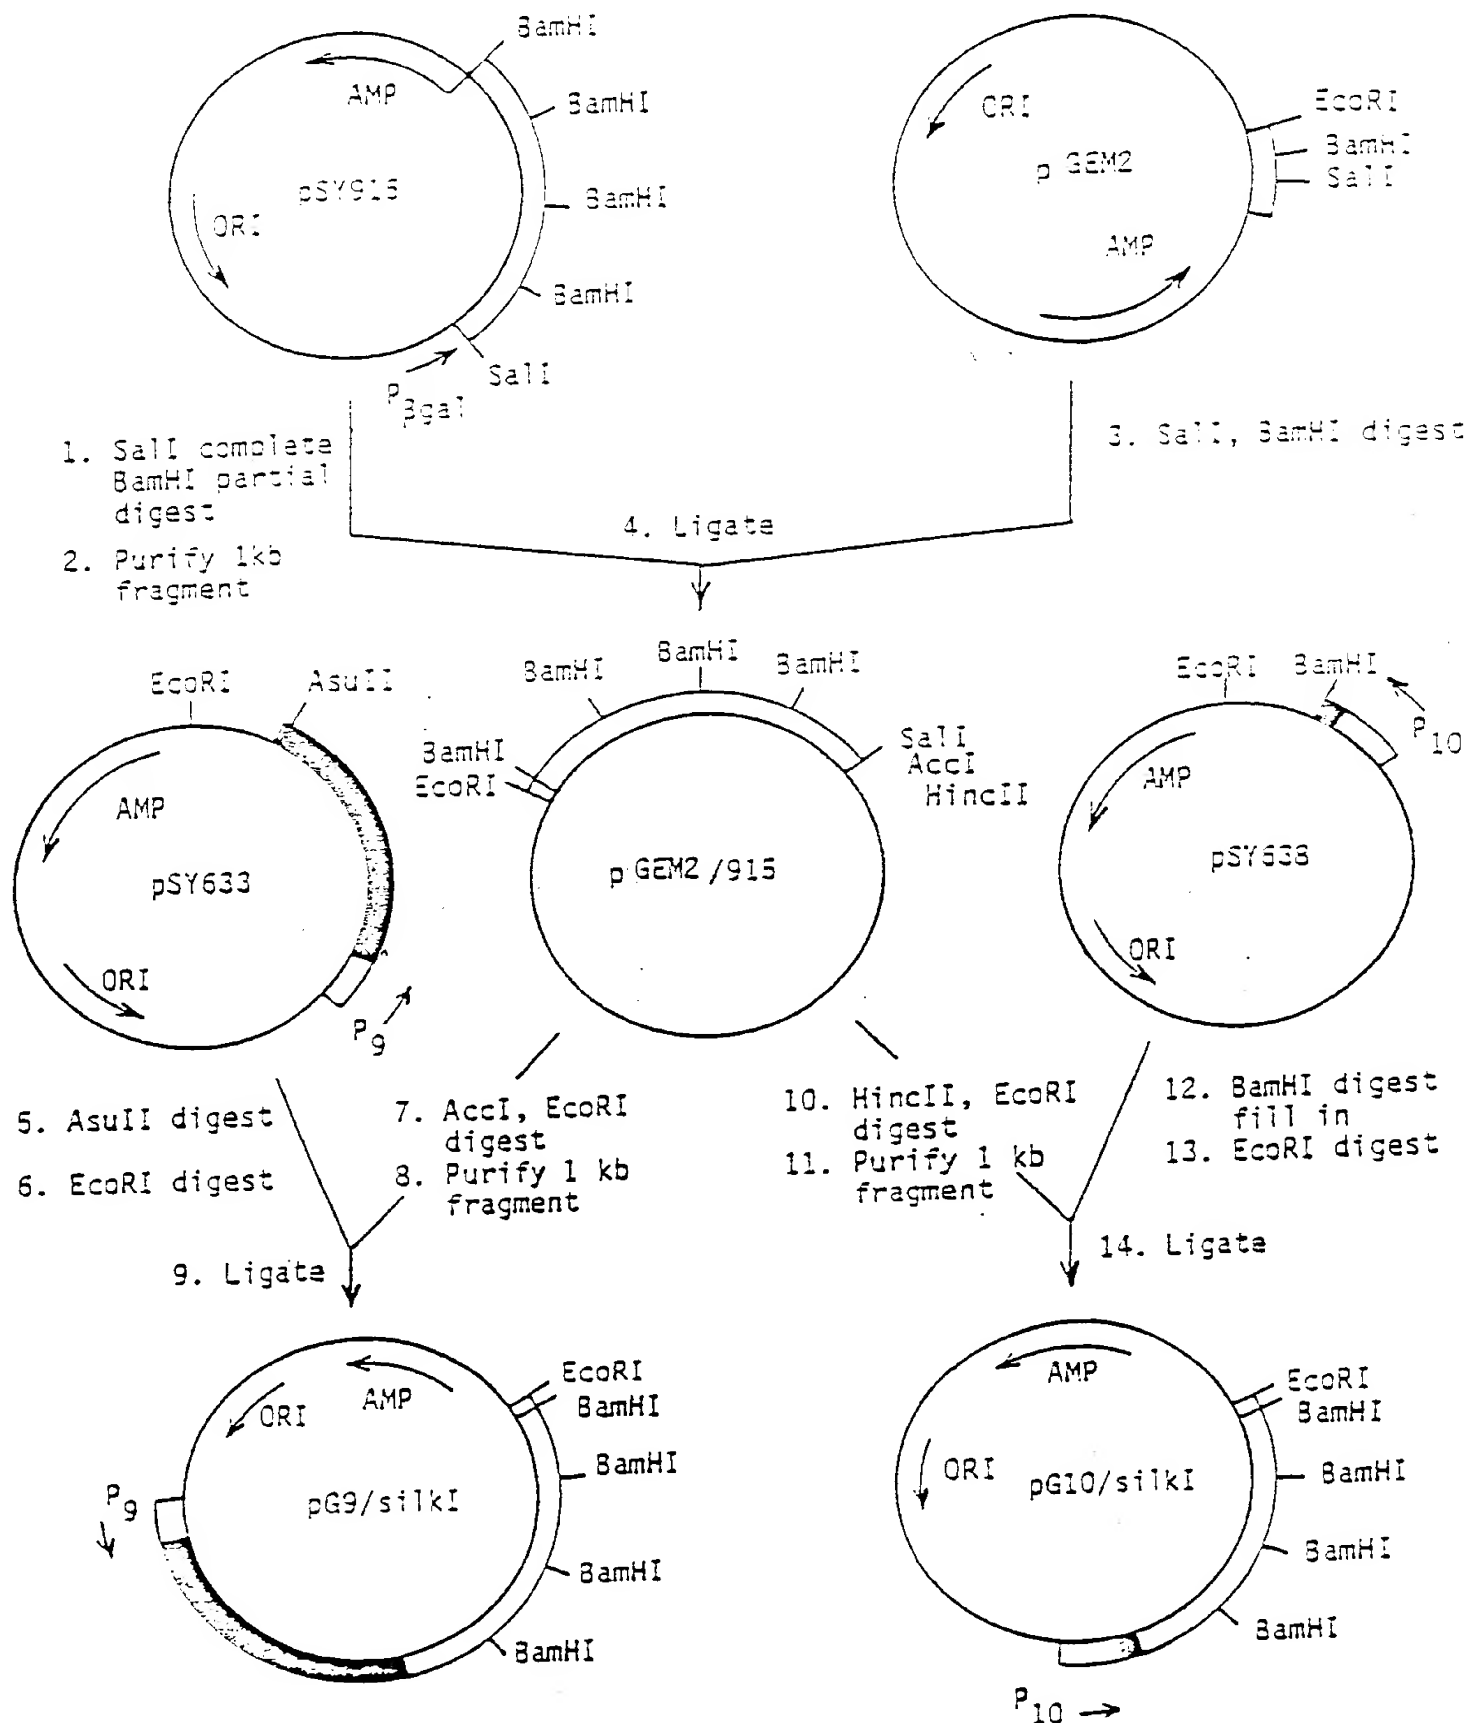 BamHI
AMP
BamHI
pSY916
BamHI
ORI
BamHI
SalI
Pβgal
ORI
EcoRI
pGEM2
BamHI
SalI
AMP
1. SalI complete
BamHI partial
digest
2. Purify 1kb
fragment
3. SalI, BamHI digest
4. Ligate
EcoRI
AsuII
AMP
pSY633
ORI
P9
BamHI
BamHI
BamHI
BamHI
EcoRI
SalI
AccI
HincII
pGEM2/915
EcoRI
BamHI
P10
AMP
pSY638
ORI
5. AsuII digest
6. EcoRI digest
7. AccI, EcoRI
digest
8. Purify 1 kb
fragment
9. Ligate
10. HincII, EcoRI
digest
11. Purify 1 kb
fragment
12. BamHI digest
fill in
13. EcoRI digest
14. Ligate
EcoRI
BamHI
AMP
ORI
BamHI
P9
pG9/silkI
BamHI
BamHI
EcoRI
BamHI
AMP
ORI
pG10/silkI
BamHI
BamHI
BamHI
P10